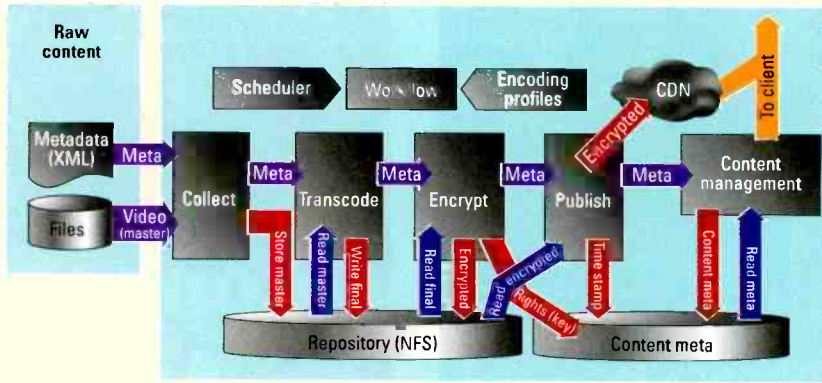 Raw
content
Scheduler
Workflow
Encoding
profiles
CDN
To client
Metadata
(XML)
Meta
Files
Video
(master)
Collect
Meta
Transcode
Meta
Encrypt
Meta
Publish
Encrypted
Meta
Content
management
Store master
Read master
Write final
Read final
Encrypted
Read encrypted
Rights (key)
Time stamp
Content meta
Read meta
Repository (NFS)
Content meta